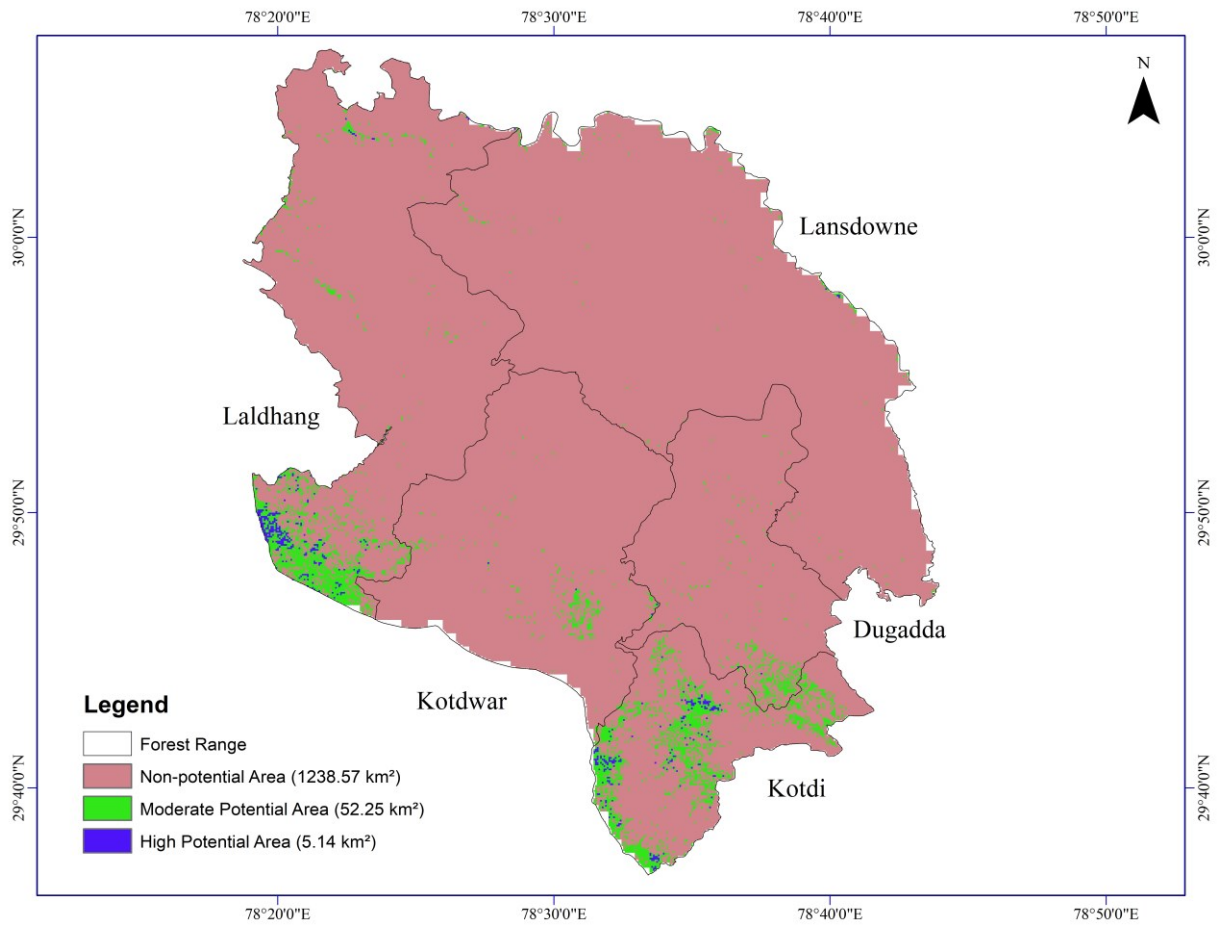 78°20'0"E 78°30'0"E 78°40'0"E 78°50'0"E
N
30°0'0"N
30°0'0"N
Lansdowne
Laldhang
29°50'0"N
29°50'0"N
Dugadda
Kotdwar
Kotdi
29°40'0"N
29°40'0"N
Legend
Forest Range
Non-potential Area (1238.57 km²)
Moderate Potential Area (52.25 km²)
High Potential Area (5.14 km²)
78°20'0"E 78°30'0"E 78°40'0"E 78°50'0"E